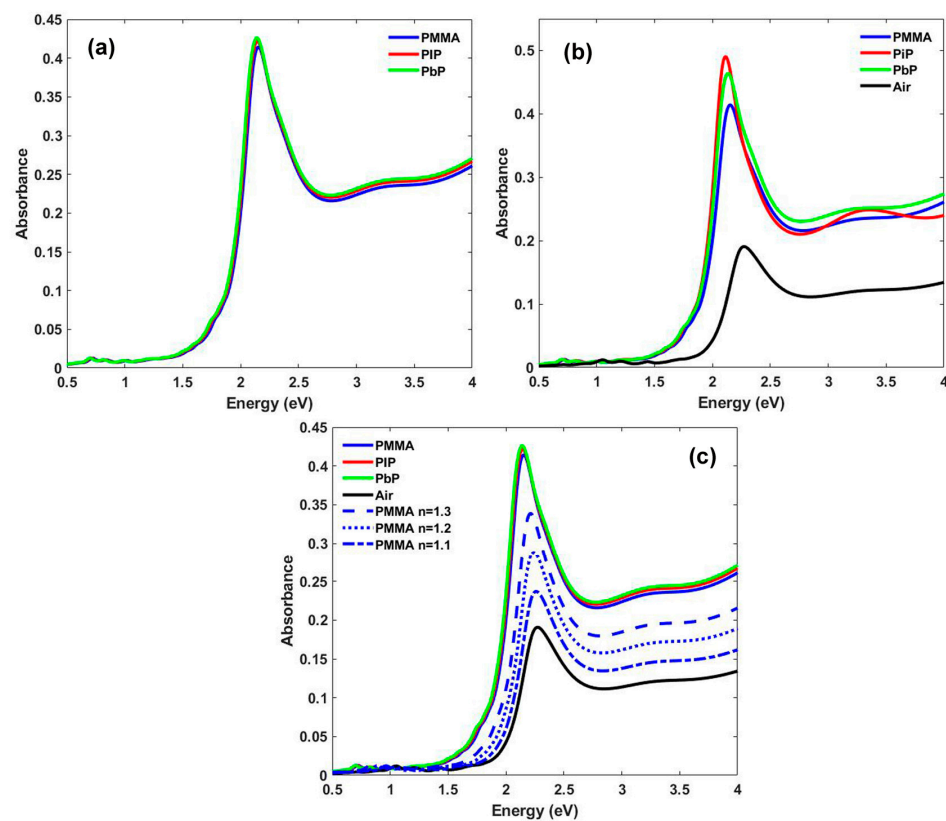 (a)
PMMA
PIP
PbP
0.45
0.4
0.35
0.3
0.25
0.2
0.15
0.1
0.05
0
Absorbance
0.5 1 1.5 2 2.5 3 3.5 4
Energy (eV)
(b)
PMMA
PiP
PbP
Air
0.5
0.4
0.3
0.2
0.1
0
Absorbance
0.5 1 1.5 2 2.5 3 3.5 4
Energy (eV)
(c)
PMMA
PIP
PbP
Air
PMMA n=1.3
PMMA n=1.2
PMMA n=1.1
0.45
0.4
0.35
0.3
0.25
0.2
0.15
0.1
0.05
0
Absorbance
0.5 1 1.5 2 2.5 3 3.5 4
Energy (eV)